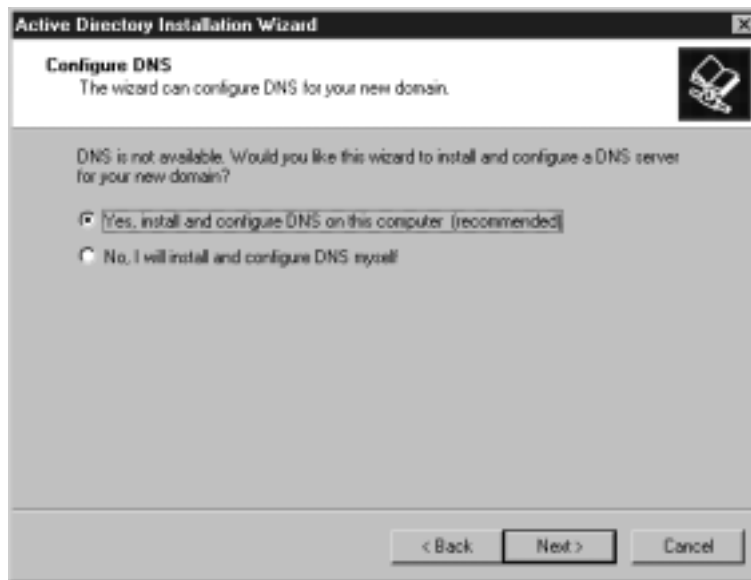 Active Directory Installation Wizard
Configure DNS
The wizard can configure DNS for your new domain.
DNS is not available. Would you like this wizard to install and configure a DNS server
for your new domain?
Yes, install and configure DNS on this computer (recommended)
No, I will install and configure DNS myself
< Back
Next >
Cancel